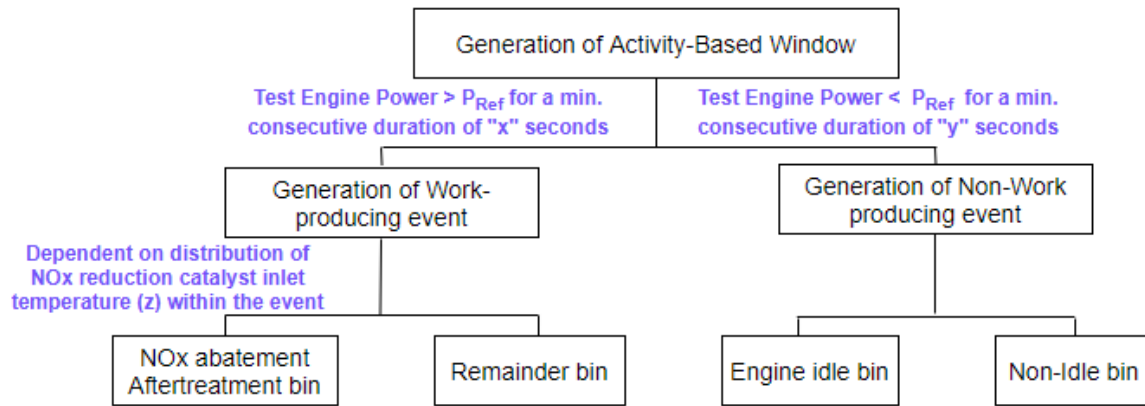 Generation of Activity-Based Window
Test Engine Power > PRef for a min.
consecutive duration of "x" seconds
Test Engine Power < PRef for a min.
consecutive duration of "y" seconds
Generation of Work-
producing event
Generation of Non-Work
producing event
Dependent on distribution of
NOx reduction catalyst inlet
temperature (z) within the event
NOx abatement
Aftertreatment bin
Remainder bin
Engine idle bin
Non-Idle bin